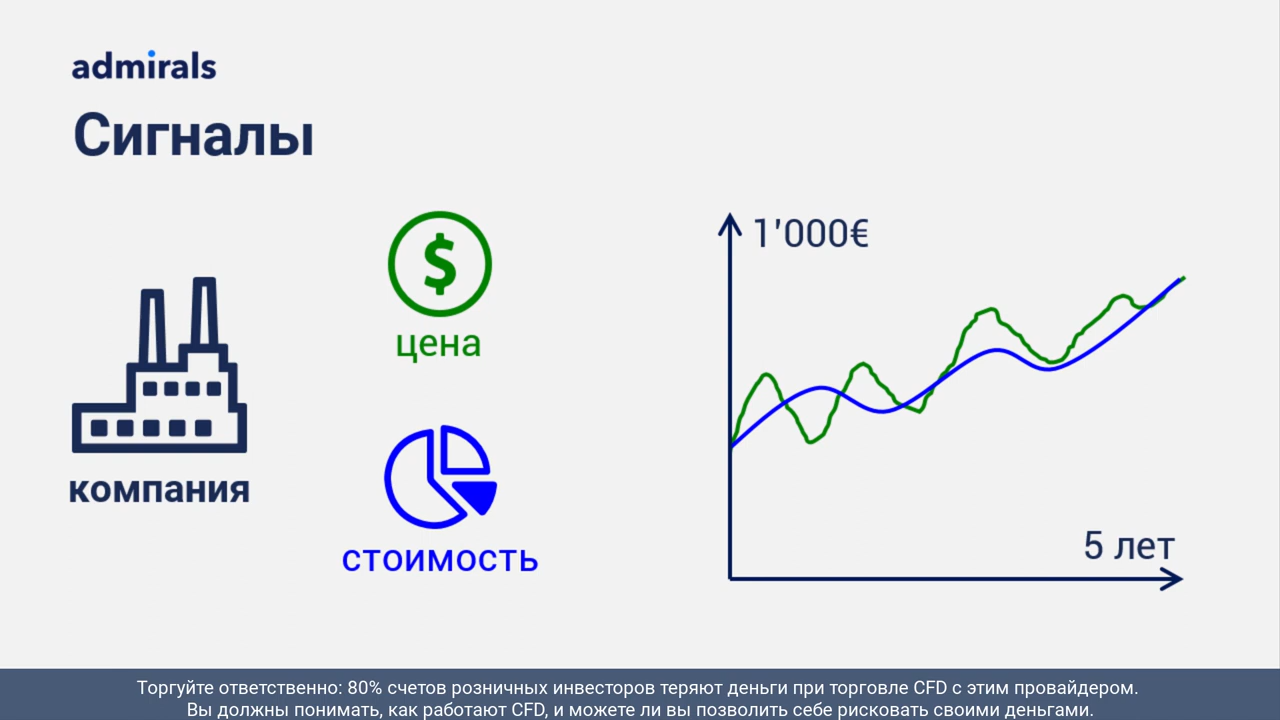 admirals
Сигналы
$
цена
компания
стоимость
1'000€
5 лет
Торгуйте ответственно: 80% счетов розничных инвесторов теряют деньги при торговле CFD с этим провайдером.
Вы должны понимать, как работают CFD, и можете ли вы позволить себе рисковать своими деньгами.